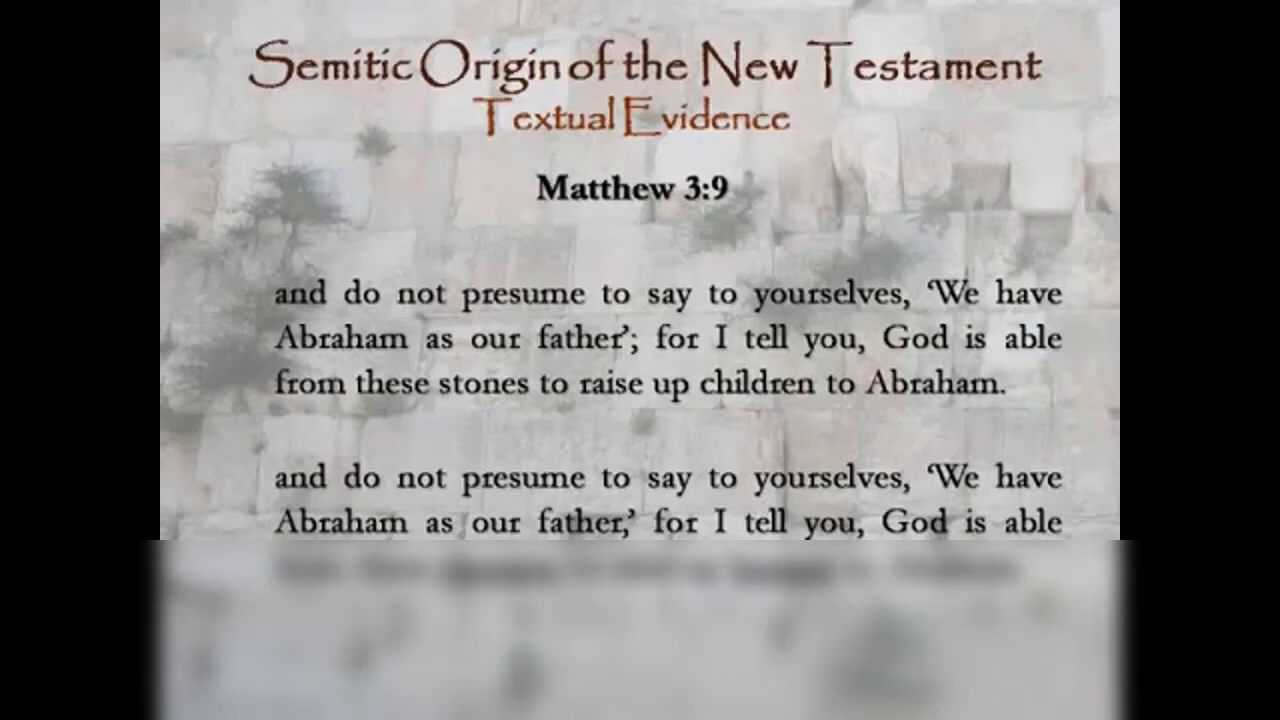 Semitic Origin of the New Testament
Textual Evidence
Matthew 3:9
and do not presume to say to yourselves, ‘We have
Abraham as our father’; for I tell you, God is able
from these stones to raise up children to Abraham.
and do not presume to say to yourselves, ‘We have
Abraham as our father,’ for I tell you, God is able